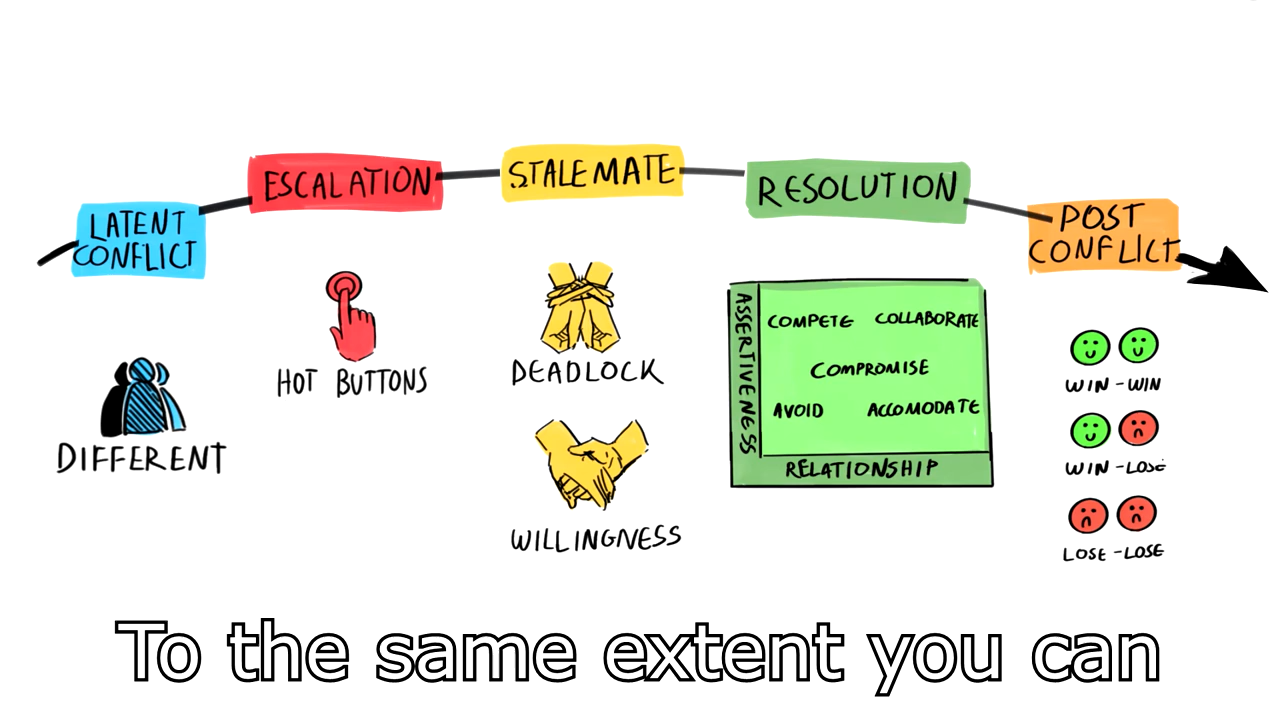 LATENT
CONFLICT
ESCALATION
STALEMATE
RESOLUTION
POST
CONFLICT
DIFFERENT
HOT BUTTONS
DEADLOCK
WILLINGNESS
ASSERTIVENESS
COMPETE COLLABORATE
COMPROMISE
AVOID ACCOMODATE
RELATIONSHIP
WIN-WIN
WIN-LOSE
LOSE-LOSE
To the same extent you can